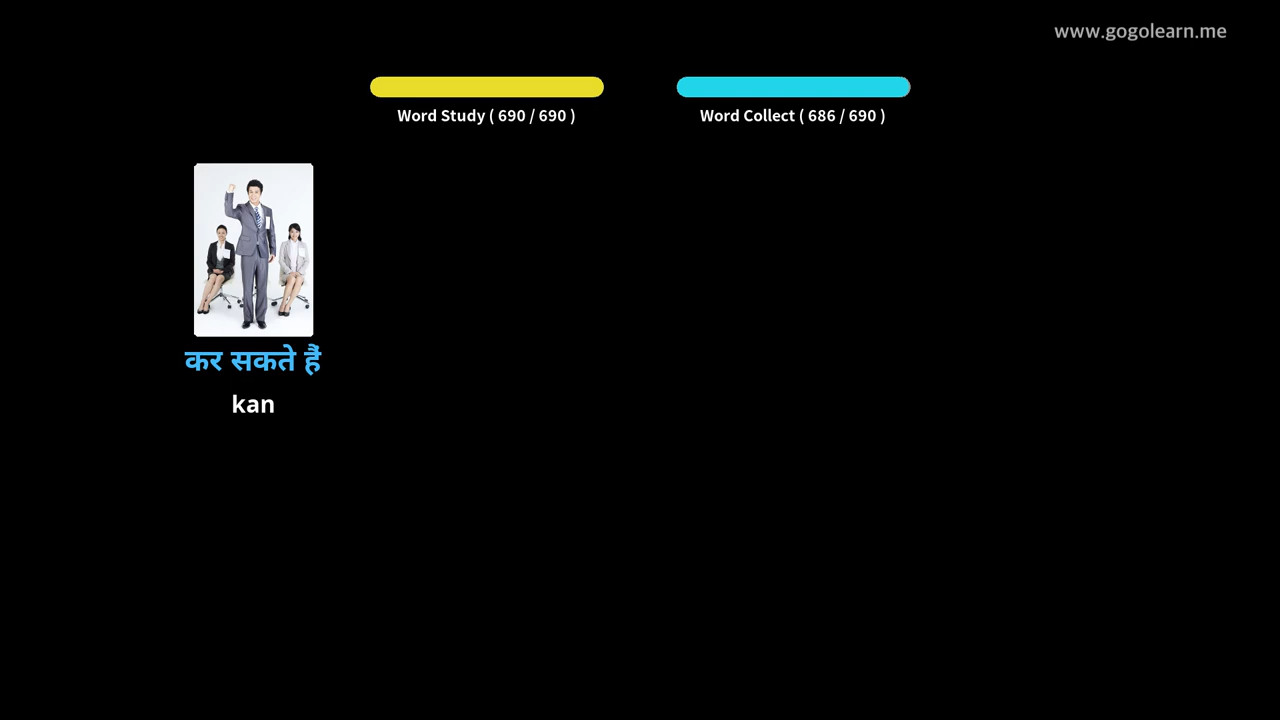 www.gogolearn.me
Word Study ( 690 / 690 )
Word Collect ( 686 / 690 )
कर सकते हैं
kan